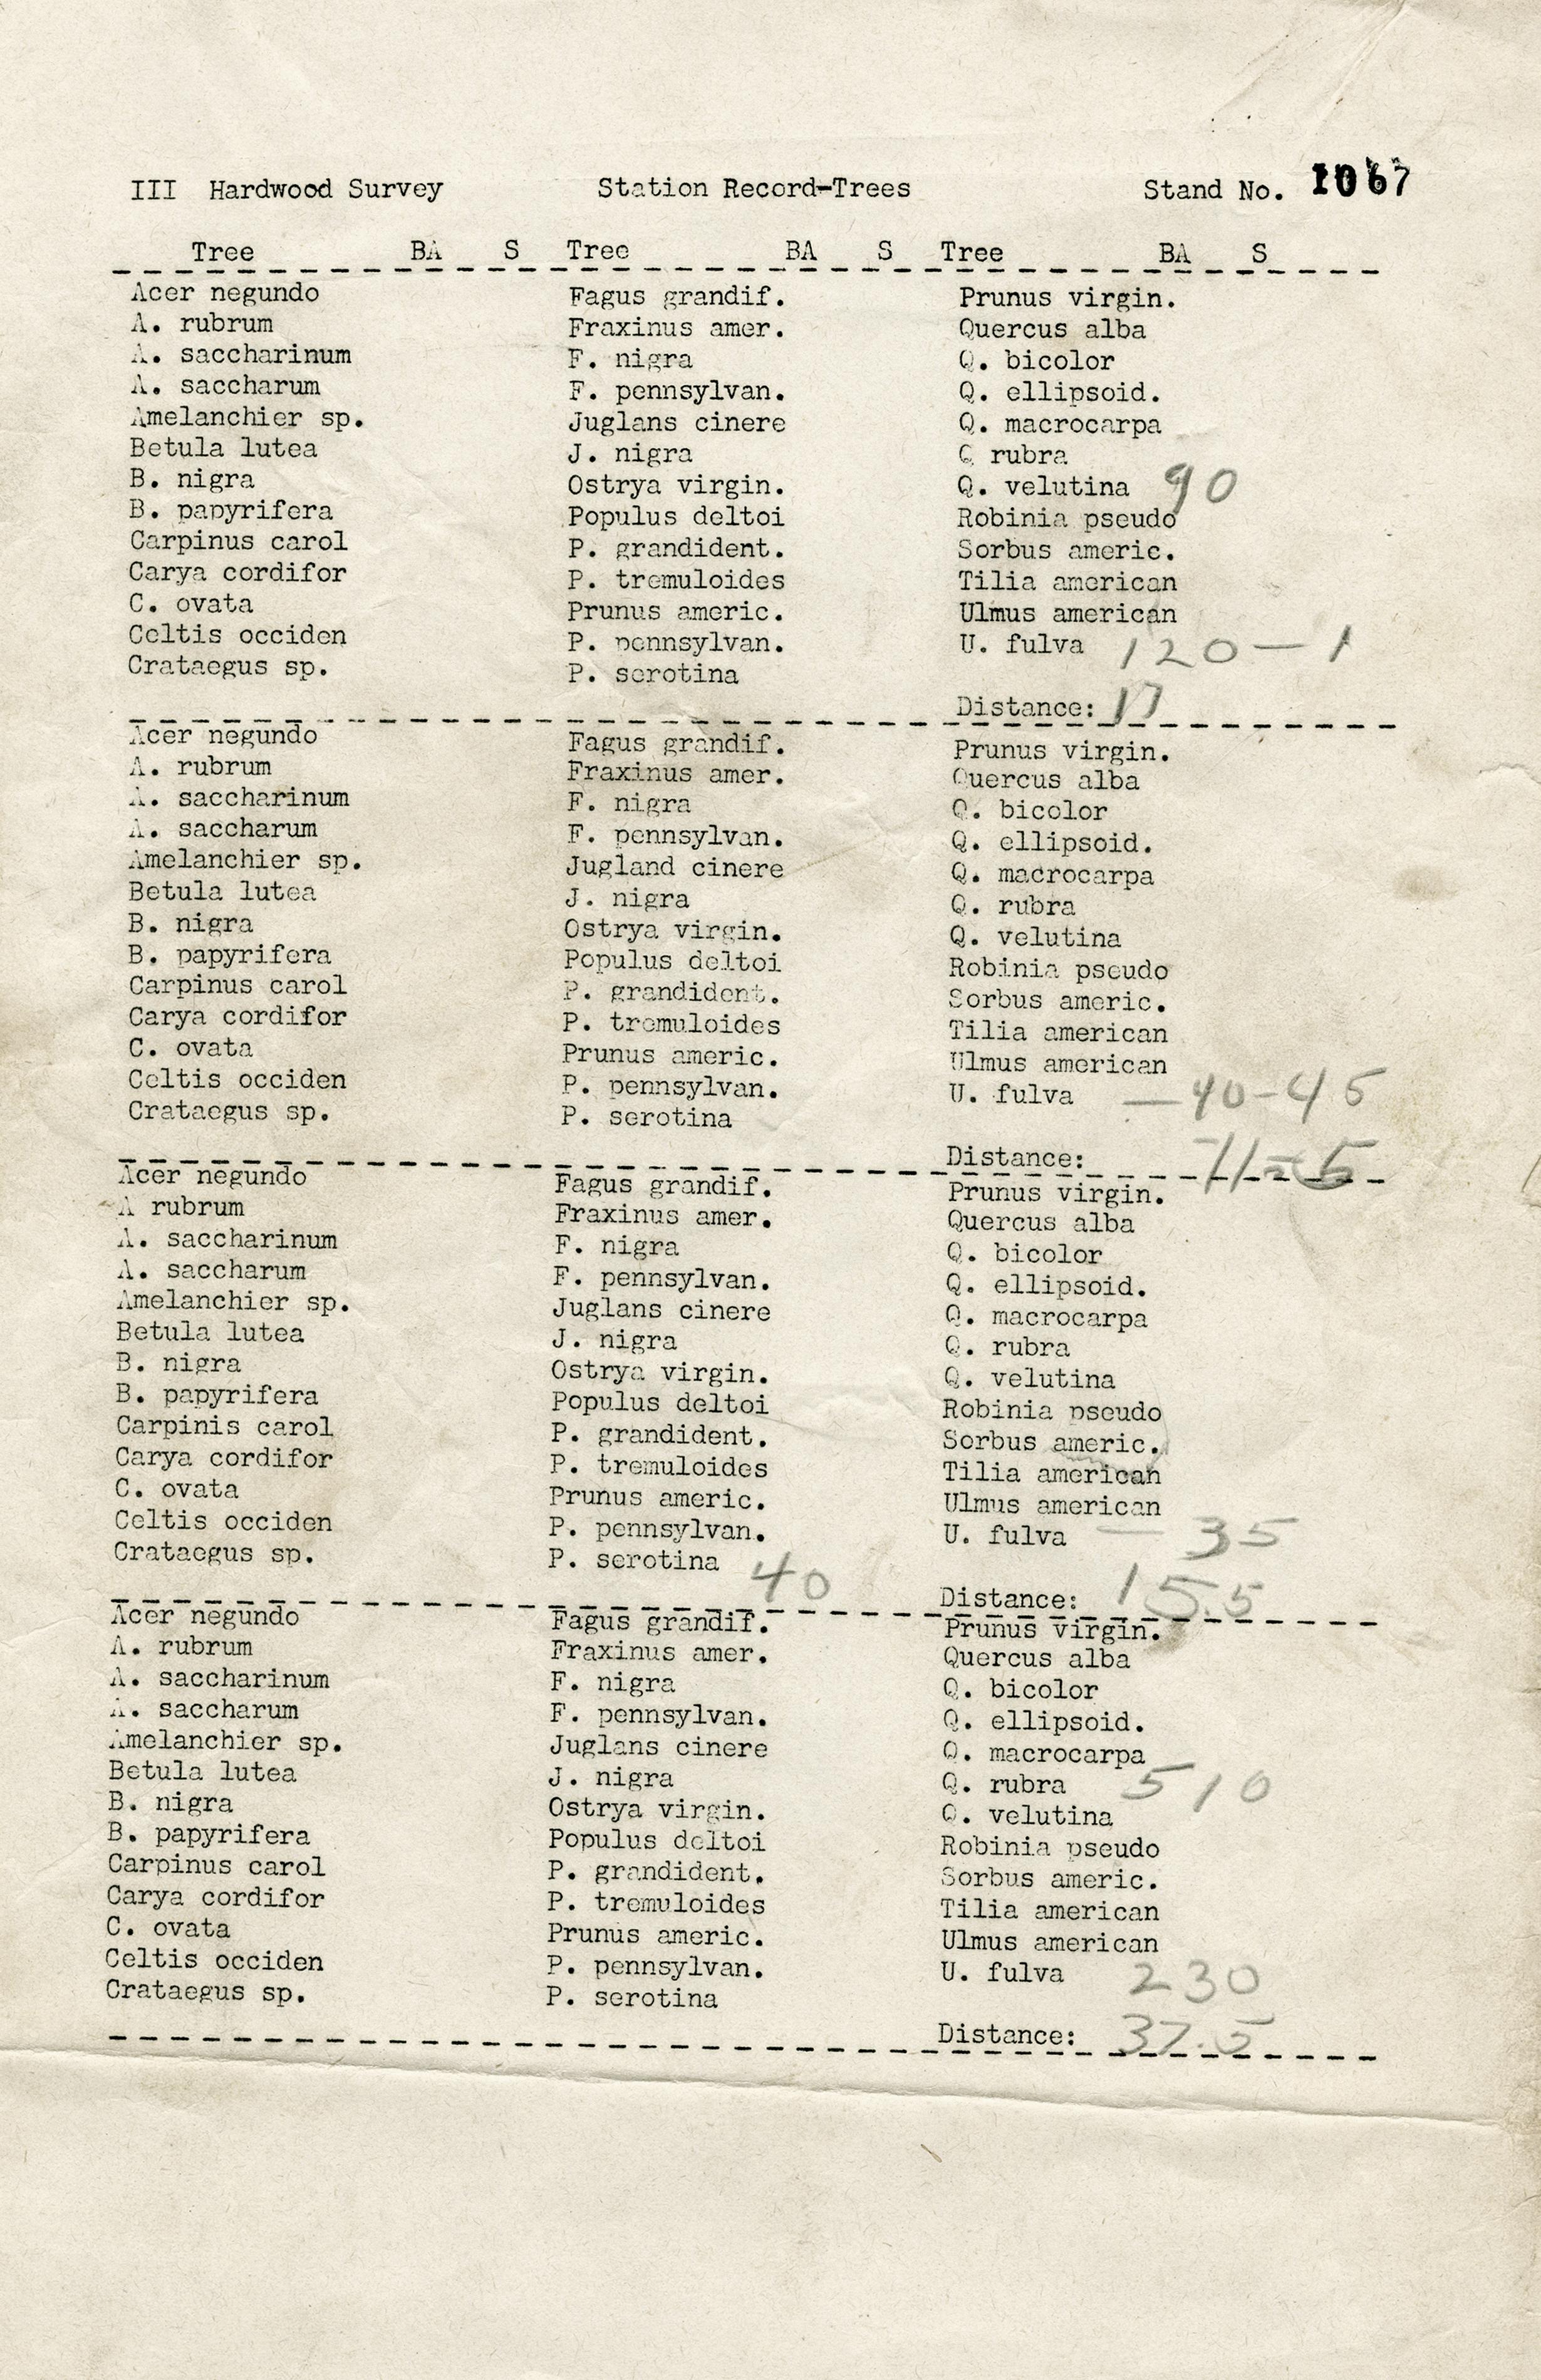 III Hardwood Survey Station Record-Trees Stand No. 1067
Tree BA S Tree BA S Tree BA S
Acer negundo Fagus grandif. Prunus virgin.
A. rubrum Fraxinus amer. Quercus alba
A. saccharinum F. nigra Q. bicolor
A. saccharum F. pennsylvan. Q. ellipsoid.
Amelanchier sp. Juglans cinere Q. macrocarpa
Betula lutea J. nigra Q rubra
B. nigra Ostrya virgin. Q. velutina 90
B. papyrifera Populus deltoi Robinia pseudo
Carpinus carol P. grandident. Sorbus americ.
Carya cordifor P. tremuloides Tilia american
C. ovata Prunus americ. Ulmus american
Celtis occiden P. pennsylvan. U. fulva 120-1
Crataegus sp. P. serotina
Distance: 17
Acer negundo Fagus grandif. Prunus virgin.
A. rubrum Fraxinus amer. Quercus alba
A. saccharinum F. nigra Q. bicolor
A. saccharum F. pennsylvan. Q. ellipsoid.
Amelanchier sp. Jugland cinere Q. macrocarpa
Betula lutea J. nigra Q. rubra
B. nigra Ostrya virgin. Q. velutina
B. papyrifera Populus deltoi Robinia pseudo
Carpinus carol P. grandident. Sorbus americ.
Carya cordifor P. tremuloides Tilia american
C. ovata Prunus americ. Ulmus american
Celtis occiden P. pennsylvan. U. fulva —40-45
Crataegus sp. P. serotina
Distance:
Acer negundo Fagus grandif. Prunus virgin.
A rubrum Fraxinus amer. Quercus alba
A. saccharinum F. nigra Q. bicolor
A. saccharum F. pennsylvan. Q. ellipsoid.
Amelanchier sp. Juglans cinere Q. macrocarpa
Betula lutea J. nigra Q. rubra
B. nigra Ostrya virgin. Q. velutina
B. papyrifera Populus deltoi Robinia pseudo
Carpinis carol P. grandident. Sorbus americ.
Carya cordifor P. tremuloides Tilia american
C. ovata Prunus americ. Ulmus american
Celtis occiden P. pennsylvan. U. fulva — 35
Crataegus sp. P. serotina 40
Distance: 15.5
Acer negundo Fagus grandif. Prunus virgin.
A. rubrum Fraxinus amer. Quercus alba
A. saccharinum F. nigra Q. bicolor
A. saccharum F. pennsylvan. Q. ellipsoid.
Amelanchier sp. Juglans cinere Q. macrocarpa
Betula lutea J. nigra Q. rubra 510
B. nigra Ostrya virgin. Q. velutina
B. papyrifera Populus deltoi Robinia pseudo
Carpinus carol P. grandident. Sorbus americ.
Carya cordifor P. tremuloides Tilia american
C. ovata Prunus americ. Ulmus american
Celtis occiden P. pennsylvan. U. fulva 230
Crataegus sp. P. serotina
Distance: 37.5